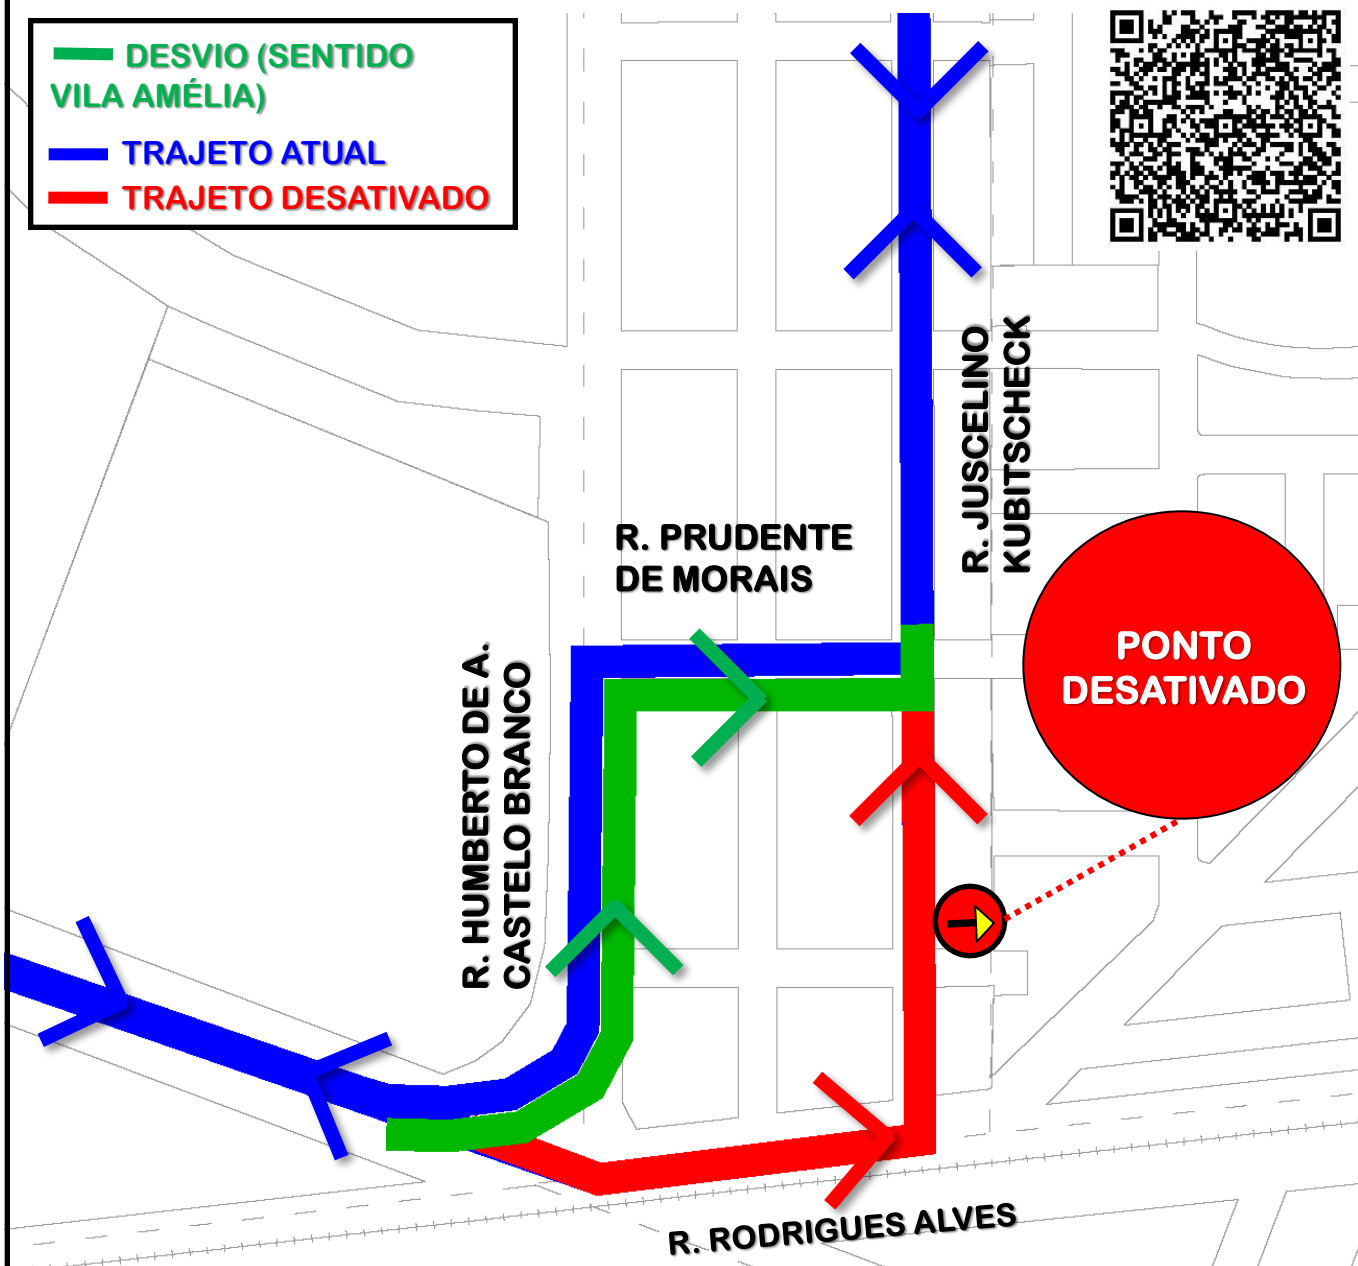 DESVIO (SENTIDO
VILA AMÉLIA)
TRAJETO ATUAL
TRAJETO DESATIVADO
R. JUSCELINO
KUBITSCHECK
R. PRUDENTE
DE MORAIS
PONTO
DESATIVADO
R. HUMBERTO DE A.
CASTELO BRANCO
R. RODRIGUES ALVES